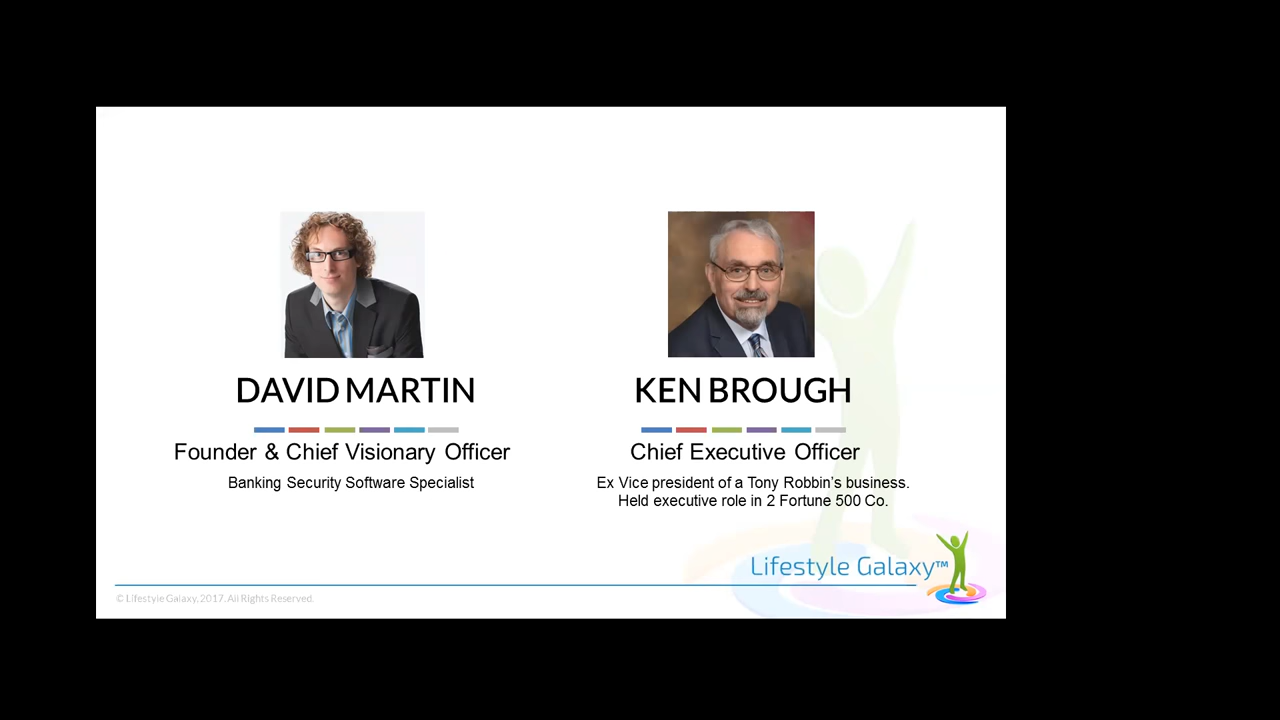 DAVID MARTIN
Founder & Chief Visionary Officer
Banking Security Software Specialist
KEN BROUGH
Chief Executive Officer
Ex Vice president of a Tony Robbin's business.
Held executive role in 2 Fortune 500 Co.
Lifestyle Galaxy™
© Lifestyle Galaxy, 2017. All Rights Reserved.